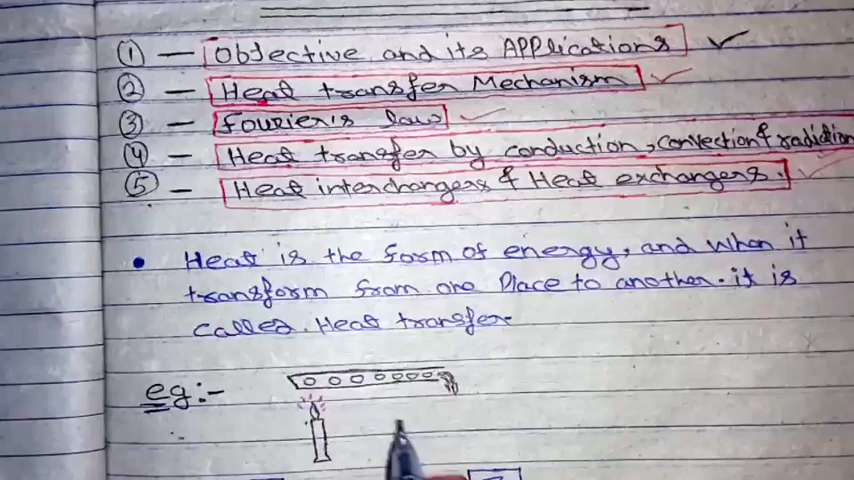 ① — Objective and its Applications ✓
② — Heat transfer Mechanism ✓
③ — Fourier's law ✓
④ — Heat transfer by conduction, convection & radiation
⑤ — Heat interchangers & Heat exchangers. ✓
• Heat is the form of energy, and when it
transform from one Place to another. it is
called Heat transfer
eg:-